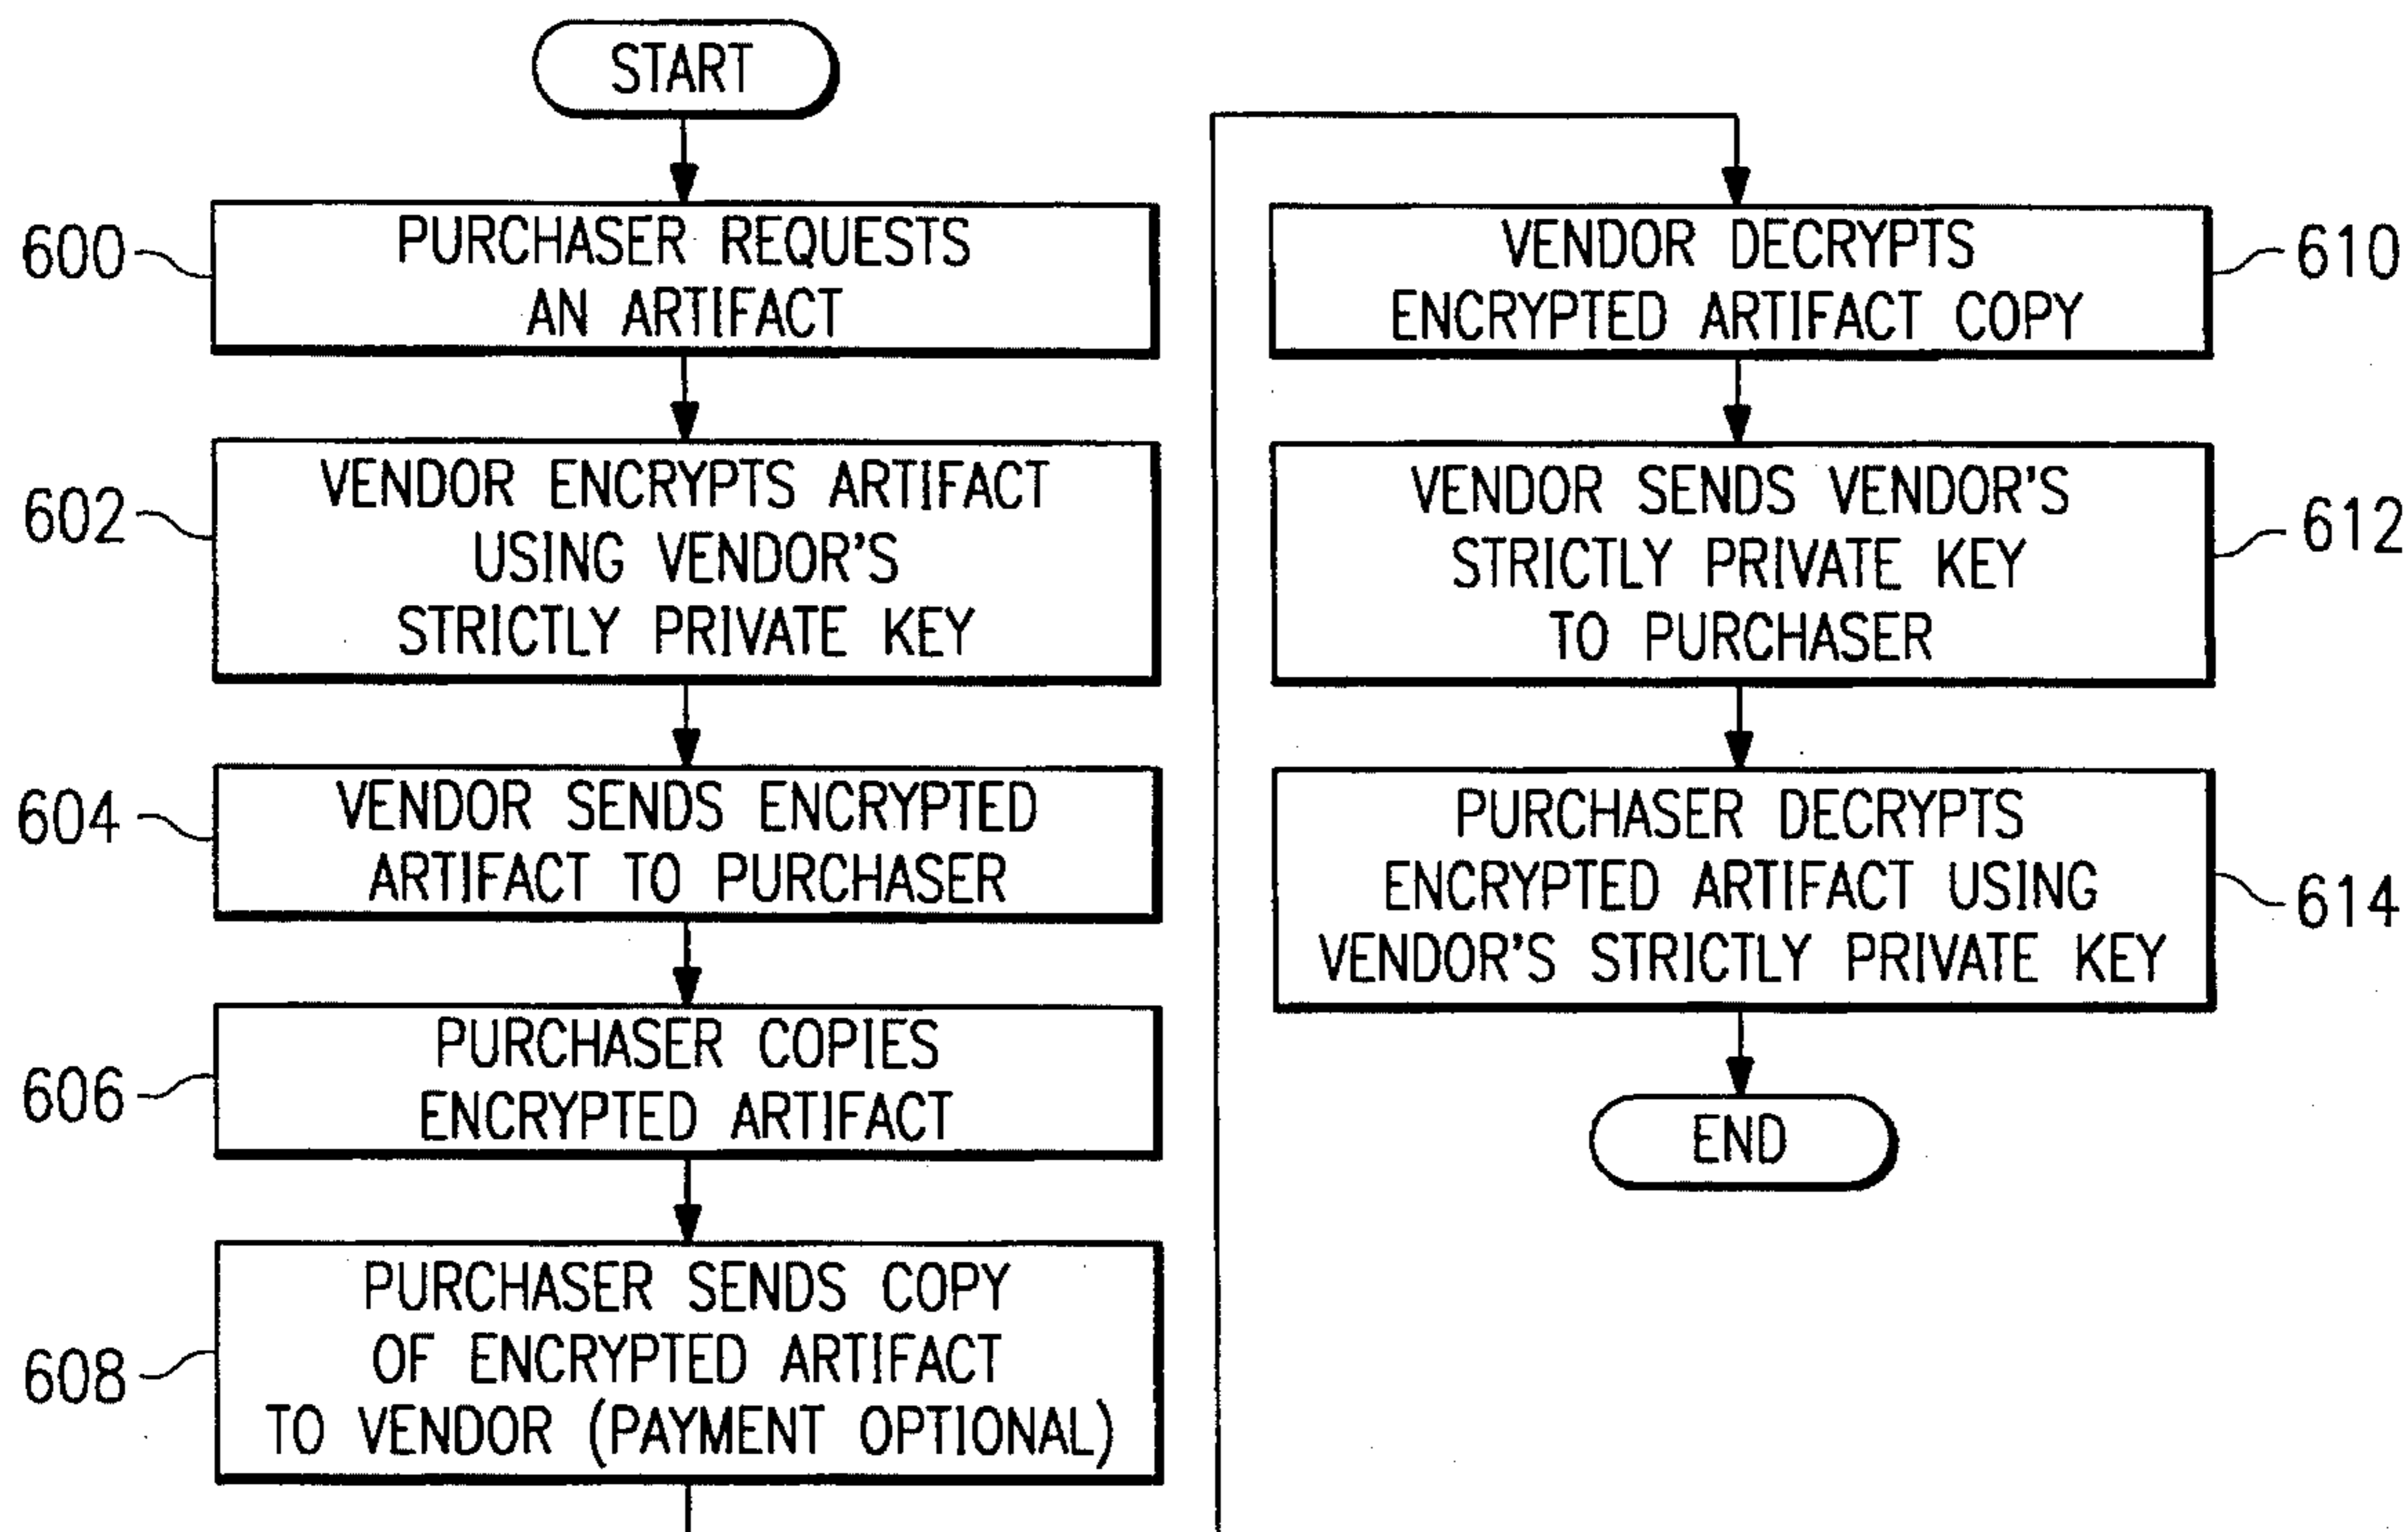 START
600
PURCHASER REQUESTS
AN ARTIFACT
602
VENDOR ENCRYPTS ARTIFACT
USING VENDOR'S
STRICTLY PRIVATE KEY
604
VENDOR SENDS ENCRYPTED
ARTIFACT TO PURCHASER
606
PURCHASER COPIES
ENCRYPTED ARTIFACT
608
PURCHASER SENDS COPY
OF ENCRYPTED ARTIFACT
TO VENDOR (PAYMENT OPTIONAL)
VENDOR DECRYPTS
ENCRYPTED ARTIFACT COPY
610
VENDOR SENDS VENDOR'S
STRICTLY PRIVATE KEY
TO PURCHASER
612
PURCHASER DECRYPTS
ENCRYPTED ARTIFACT USING
VENDOR'S STRICTLY PRIVATE KEY
614
END